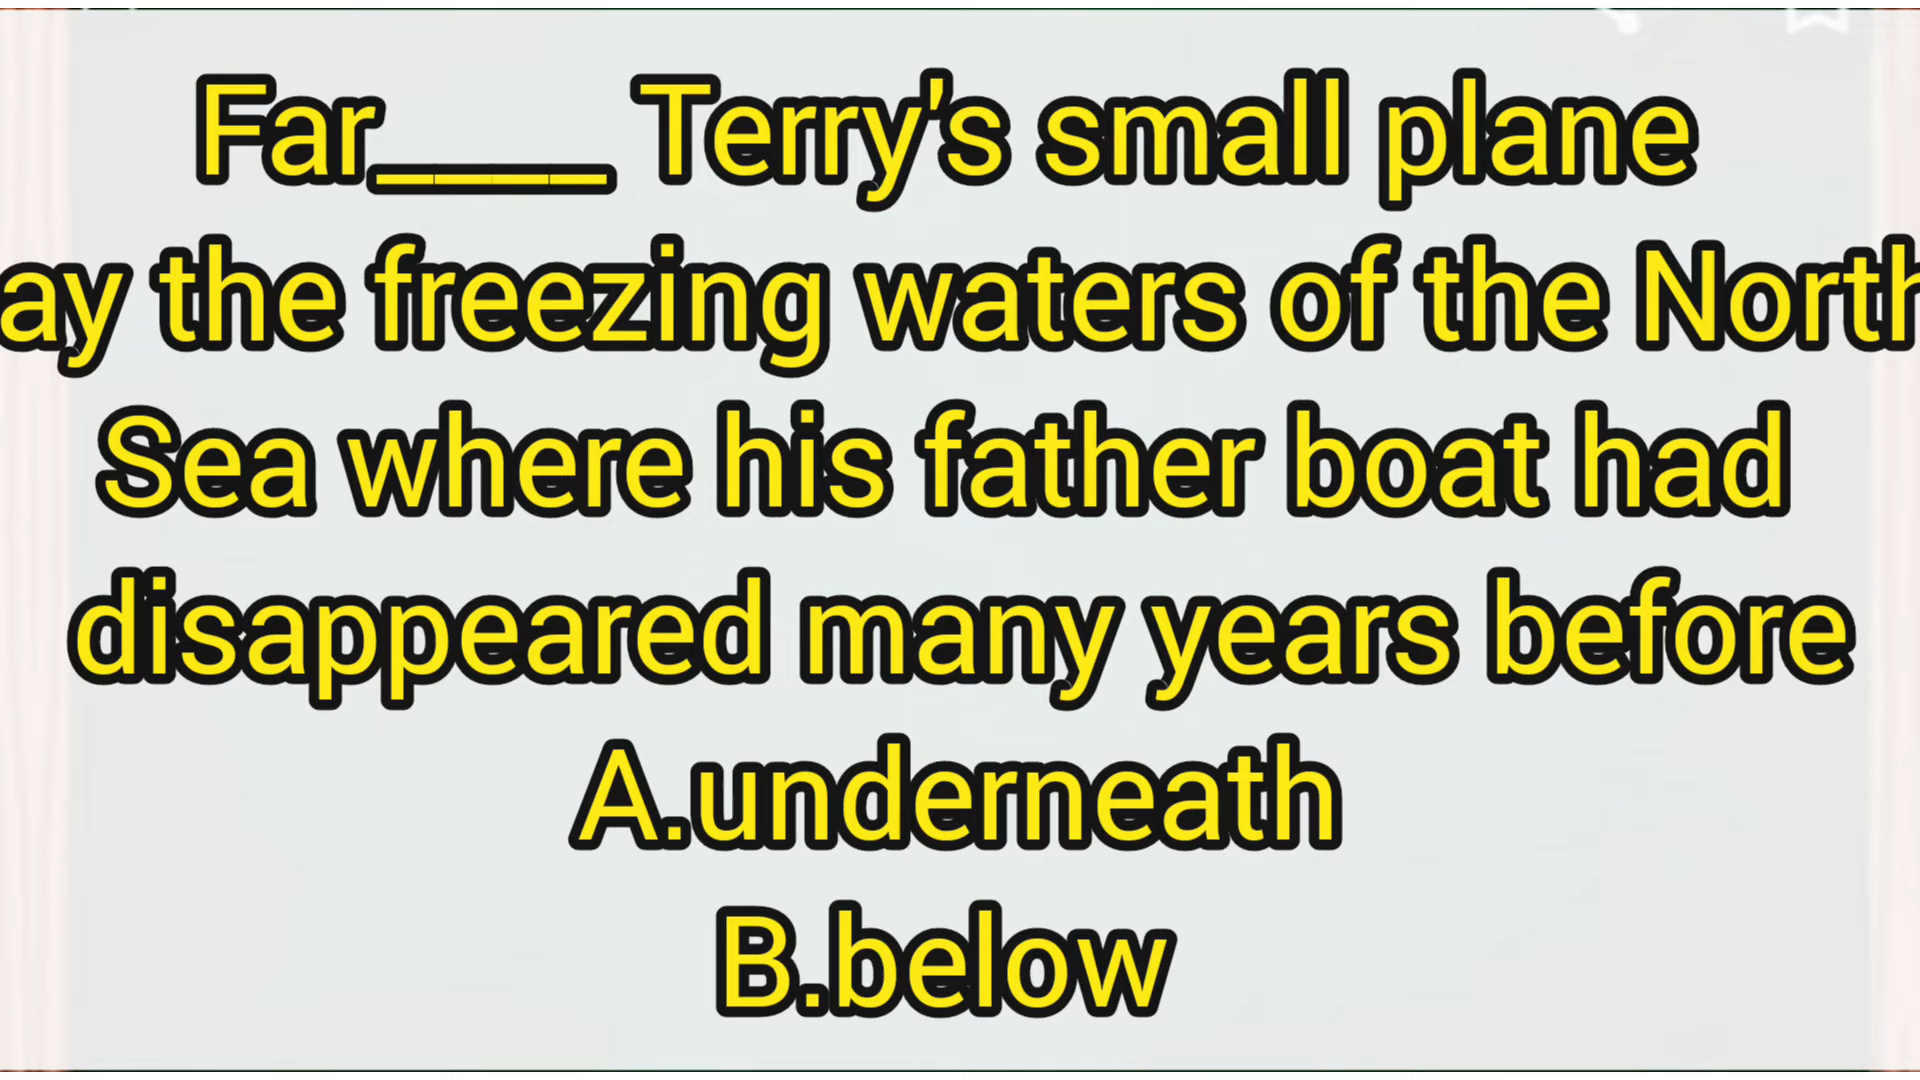 Far____ Terry's small plane
ay the freezing waters of the North
Sea where his father boat had
disappeared many years before
A.underneath
B.below